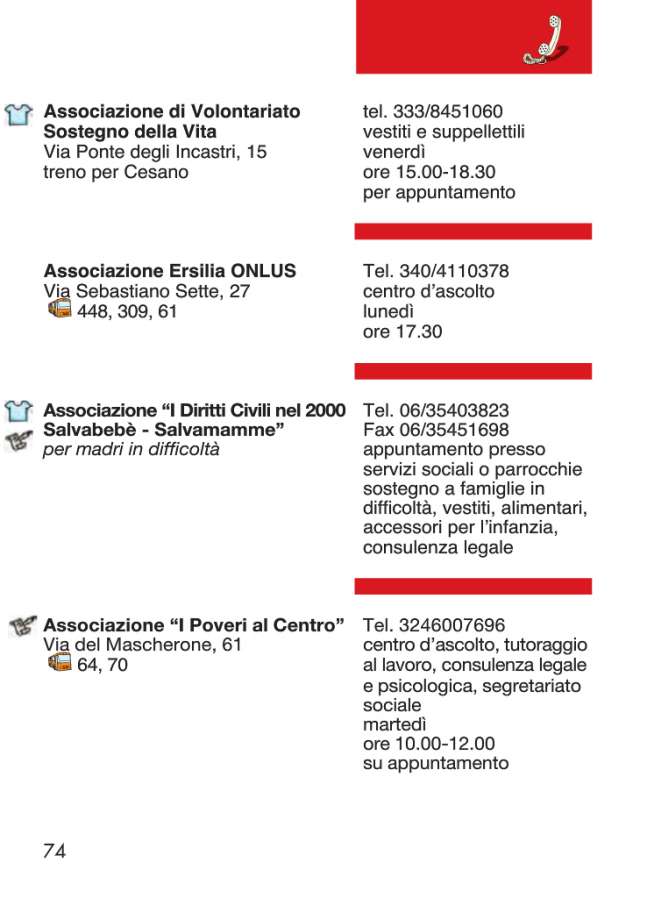 Associazione di Volontariato
Sostegno della Vita
Via Ponte degli Incastri, 15
treno per Cesano
tel. 333/8451060
vestiti e suppellettili
venerdì
ore 15.00-18.30
per appuntamento
Associazione Ersilia ONLUS
Via Sebastiano Sette, 27
448, 309, 61
Tel. 340/4110378
centro d’ascolto
lunedì
ore 17.30
Associazione “I Diritti Civili nel 2000
Salvabebè - Salvamamme”
per madri in difficoltà
Tel. 06/35403823
Fax 06/35451698
appuntamento presso
servizi sociali o parrocchie
sostegno a famiglie in
difficoltà, vestiti, alimentari,
accessori per l’infanzia,
consulenza legale
Associazione “I Poveri al Centro”
Via del Mascherone, 61
64, 70
Tel. 3246007696
centro d’ascolto, tutoraggio
al lavoro, consulenza legale
e psicologica, segretariato
sociale
martedì
ore 10.00-12.00
su appuntamento
74